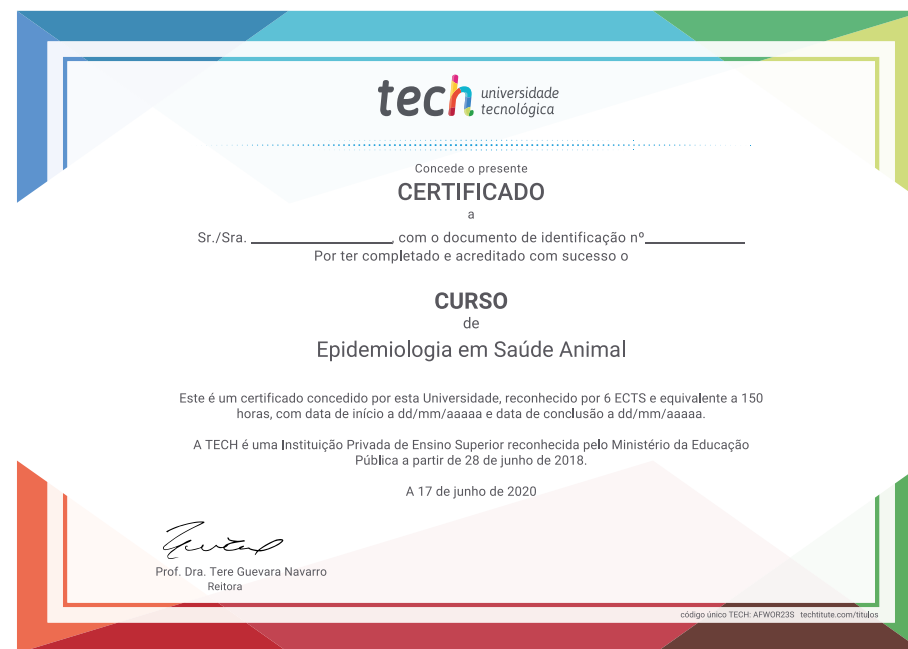 tech universidade
tecnológica
Concede o presente
CERTIFICADO
a
Sr./Sra. ____________________, com o documento de identificação nº______________
Por ter completado e acreditado com sucesso o
CURSO
de
Epidemiologia em Saúde Animal
Este é um certificado concedido por esta Universidade, reconhecido por 6 ECTS e equivalente a 150
horas, com data de início a dd/mm/aaaaa e data de conclusão a dd/mm/aaaaa.
A TECH é uma Instituição Privada de Ensino Superior reconhecida pelo Ministério da Educação
Pública a partir de 28 de junho de 2018.
A 17 de junho de 2020
Prof. Dra. Tere Guevara Navarro
Reitora
código único TECH: AFWOR23S techtitute.com/titulos